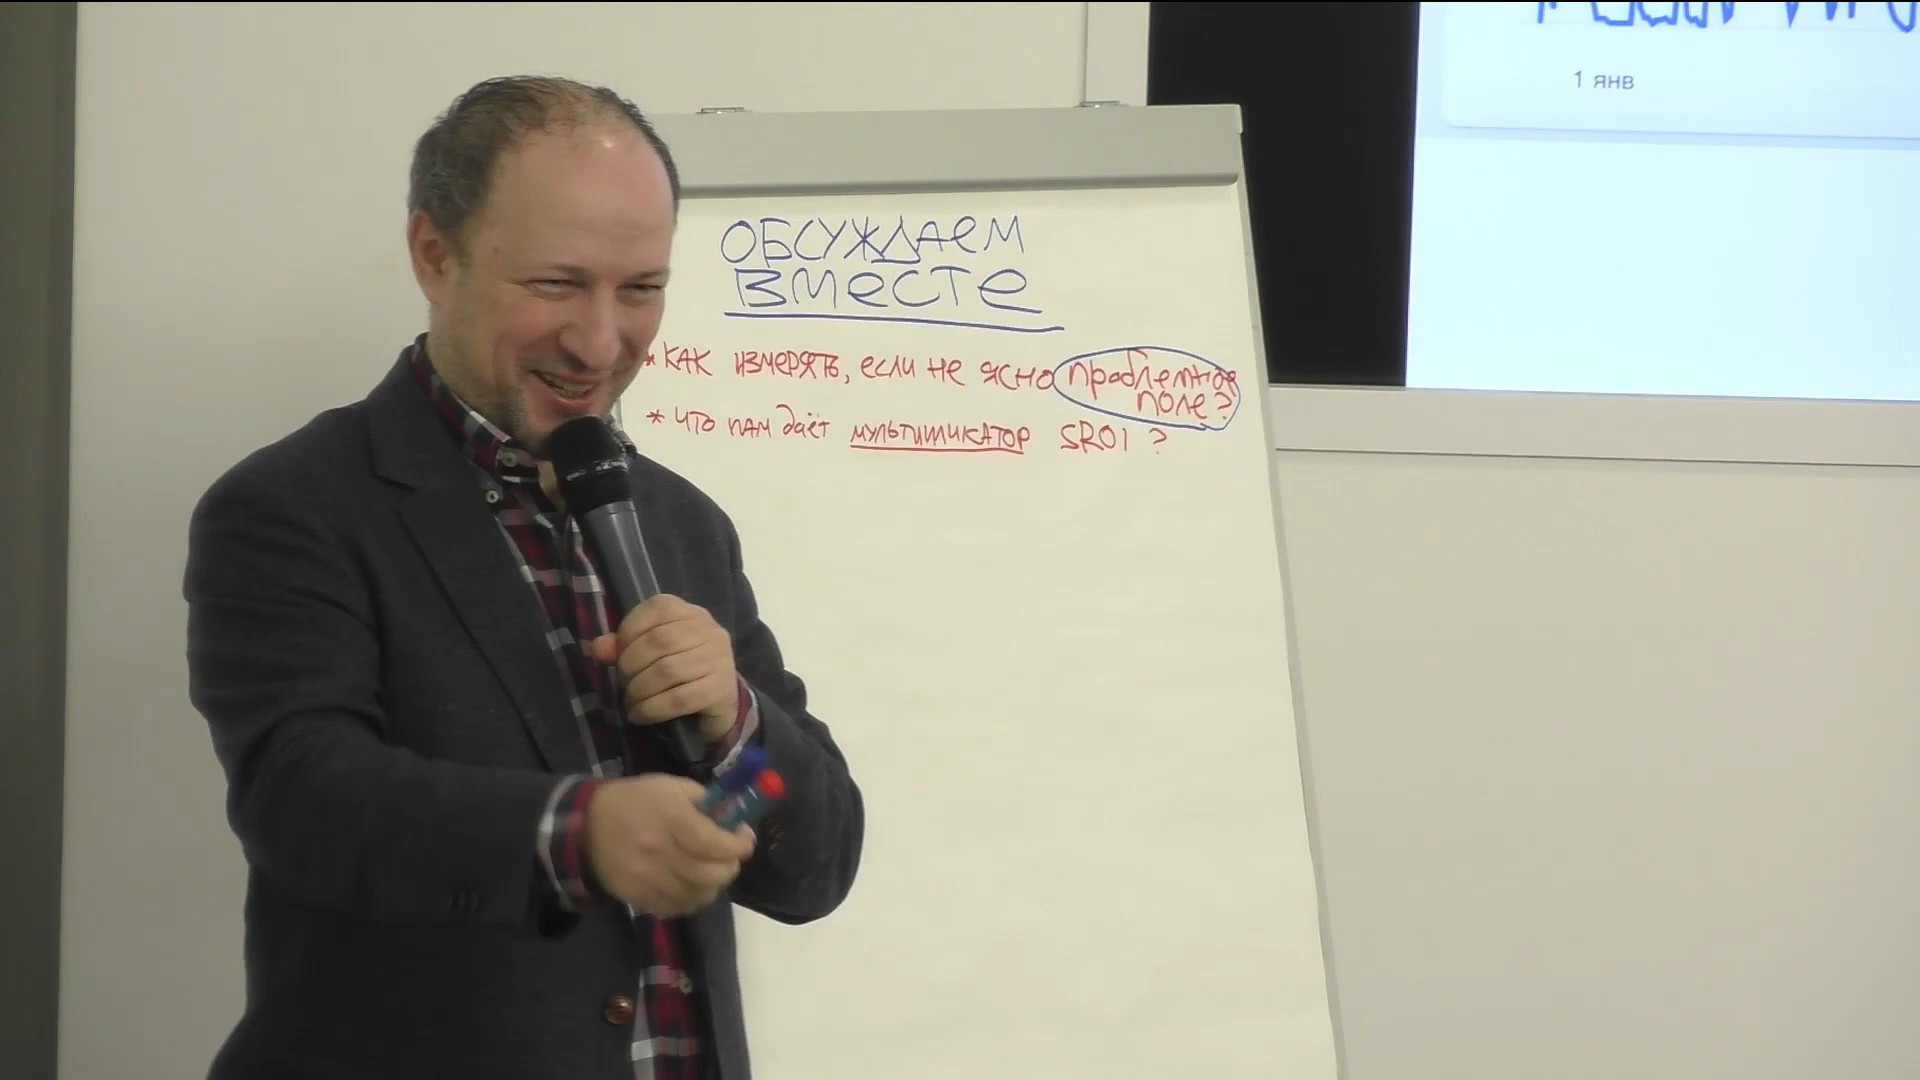 ОБСУЖДАЕМ
ВМЕСТЕ
* КАК ИЗМЕРЯТЬ, ЕСЛИ НЕ ЯСНО проблемное
поле?
* ЧТО НАМ даёт МУЛЬТИПЛИКАТОР SROI ?
1 янв